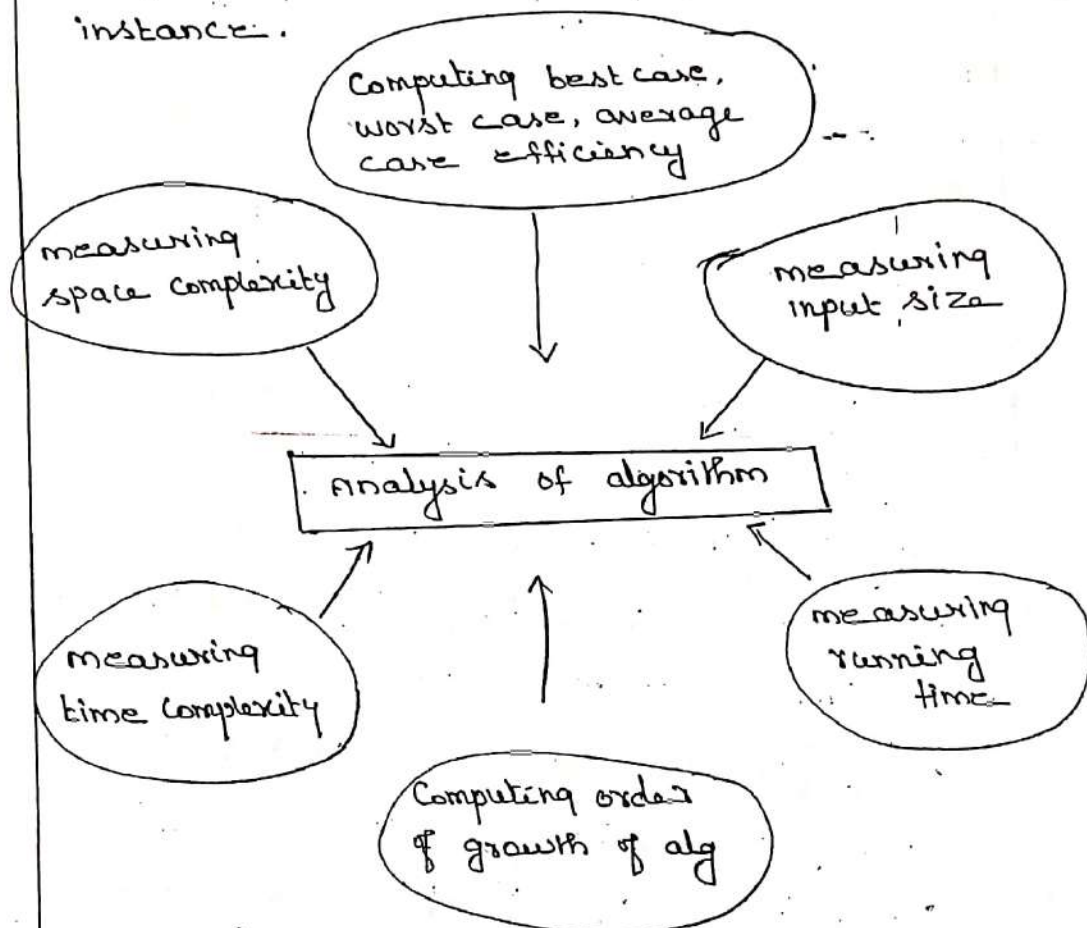 instance.
Computing best case,
worst case, average
case efficiency
measuring
space complexity
measuring
input size
Analysis of algorithm
measuring
time complexity
measuring
running
time
Computing order
of growth of alg